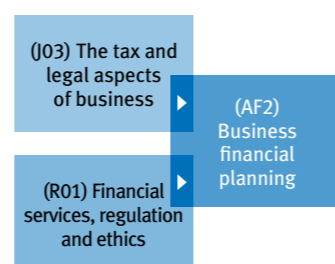 (J03) The tax and
legal aspects
of business
(AF2)
Business
financial
planning
(R01) Financial
services, regulation
and ethics